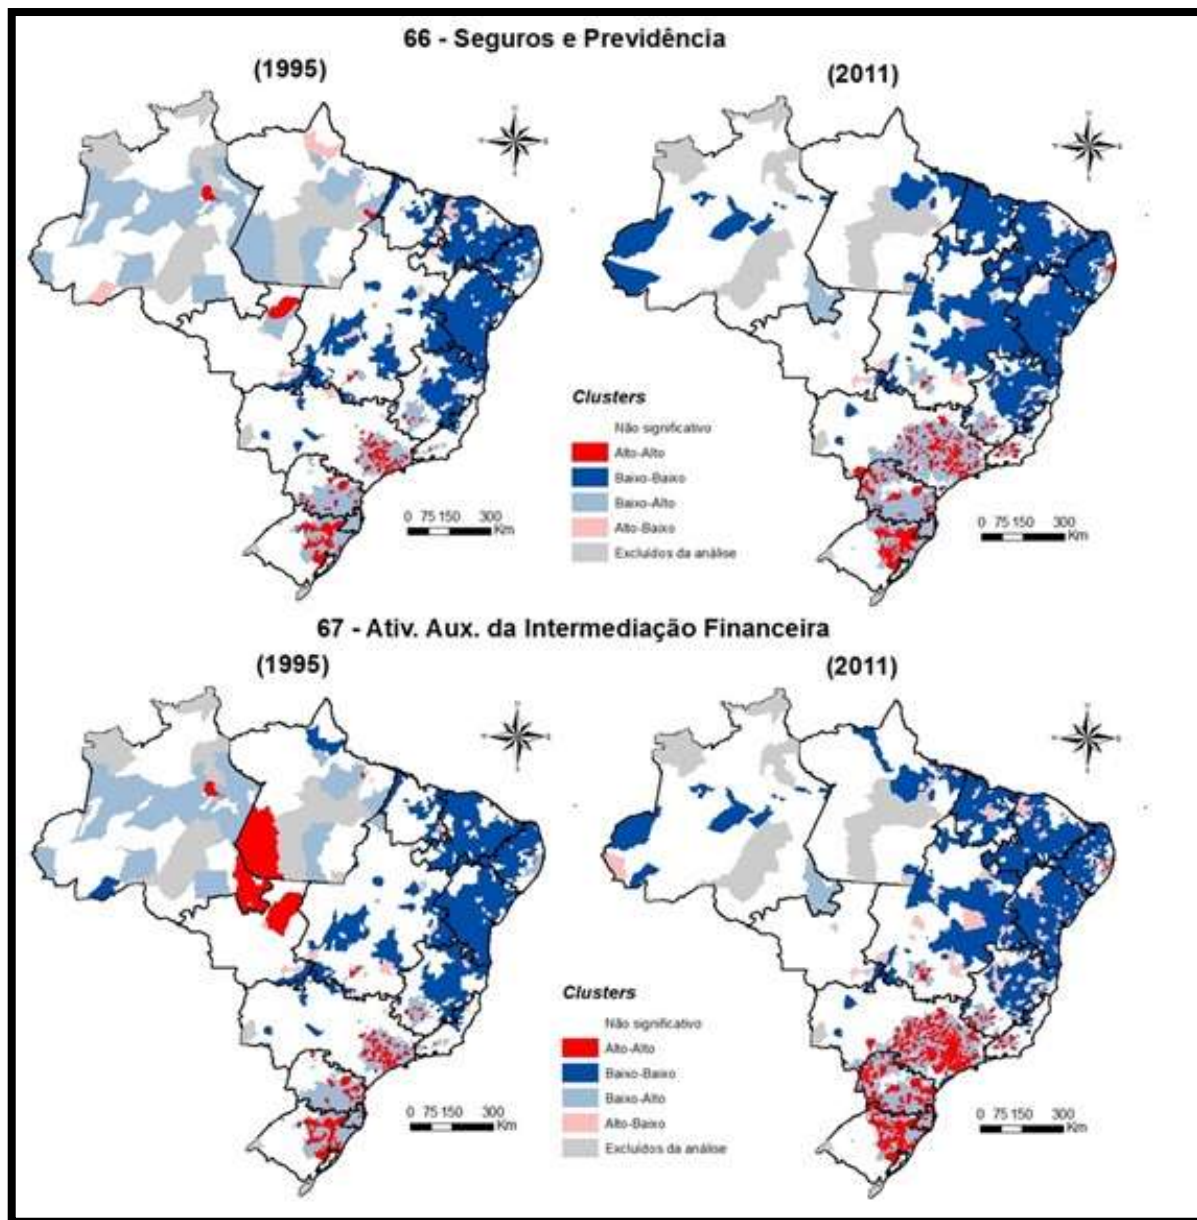 66 - Seguros e Previdência
(1995)
(2011)
Clusters
Não significativo
Alto-Alto
Baixo-Baixo
Baixo-Alto
Alto-Baixo
Excluídos da análise
0 75 150 300
Km
0 75 150 300
Km
67 - Ativ. Aux. da Intermediação Financeira
(1995)
(2011)
Clusters
Não significativo
Alto-Alto
Baixo-Baixo
Baixo-Alto
Alto-Baixo
Excluídos da análise
0 75 150 300
Km
0 75 150 300
Km